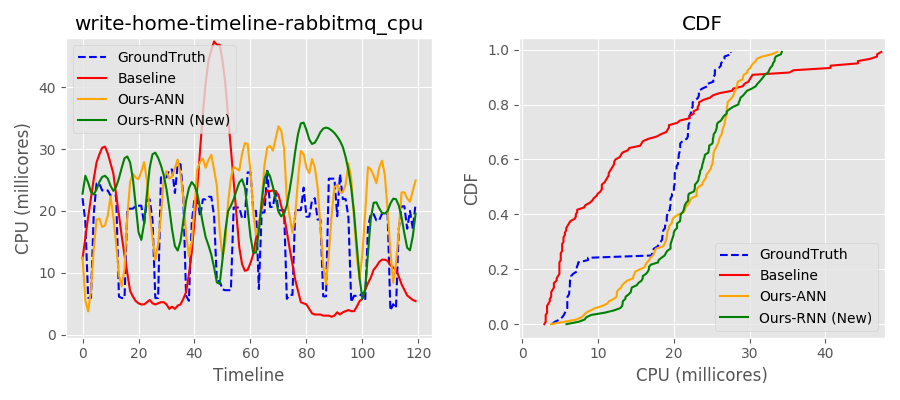 write-home-timeline-rabbitmq_cpu
CPU (millicores)
40
30
20
10
0
GroundTruth
Baseline
Ours-ANN
Ours-RNN (New)
0
20
40
60
80
100
120
Timeline
CDF
CDF
1.0
0.8
0.6
0.4
0.2
0.0
GroundTruth
Baseline
Ours-ANN
Ours-RNN (New)
0
10
20
30
40
CPU (millicores)